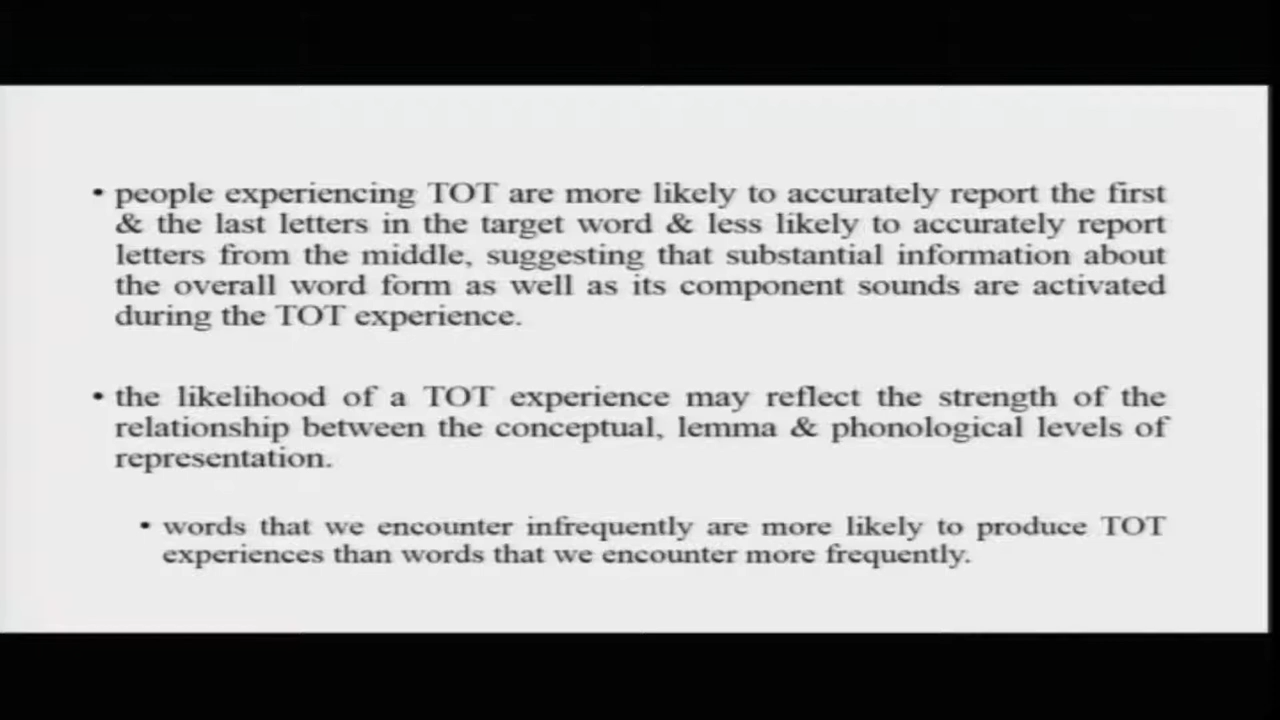 • people experiencing TOT are more likely to accurately report the first
& the last letters in the target word & less likely to accurately report
letters from the middle, suggesting that substantial information about
the overall word form as well as its component sounds are activated
during the TOT experience.
• the likelihood of a TOT experience may reflect the strength of the
relationship between the conceptual, lemma & phonological levels of
representation.
• words that we encounter infrequently are more likely to produce TOT
experiences than words that we encounter more frequently.